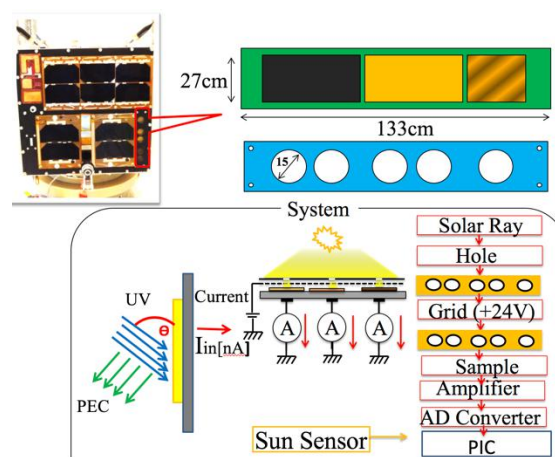 27cm
133cm
15
System
Solar Ray
Hole
Grid (+24V)
Sample
Amplifier
AD Converter
PIC
UV
θ
PEC
Current
Iin[nA]
A
A
A
Sun Sensor